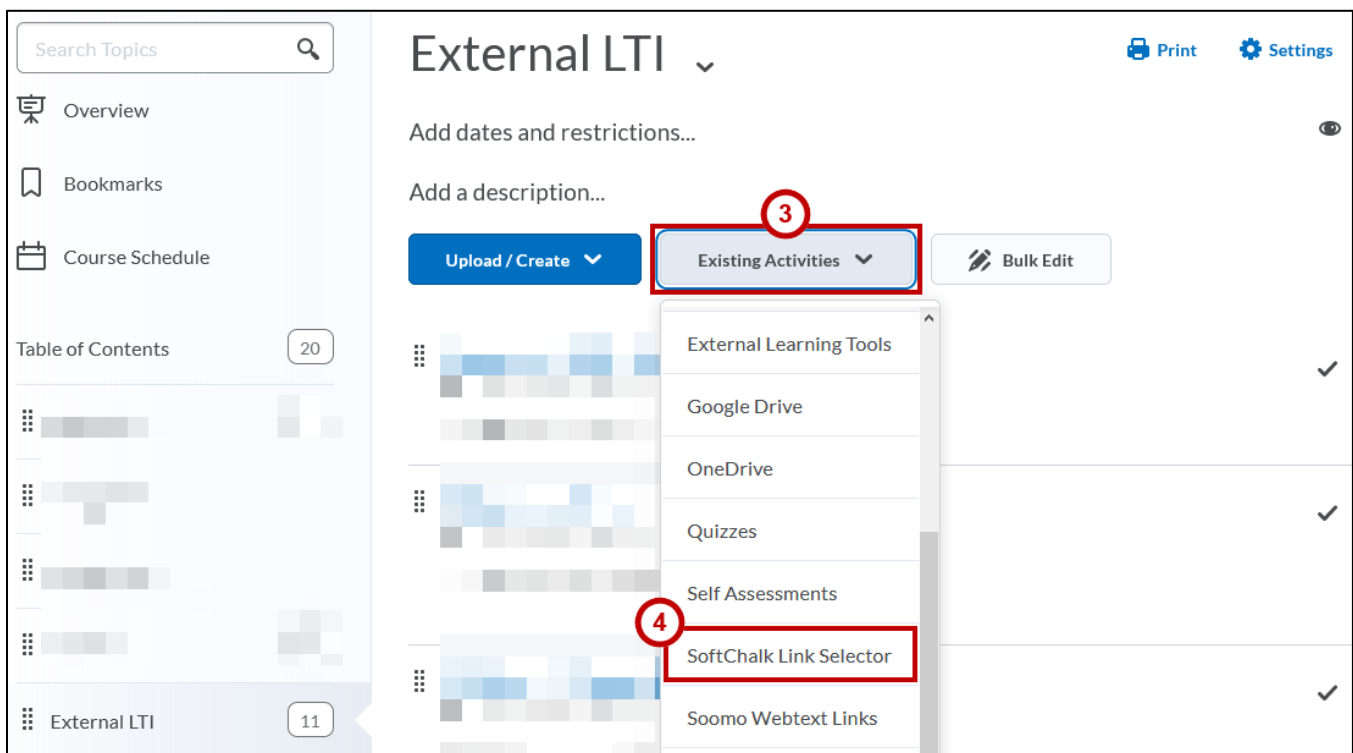 Search Topics
Overview
Bookmarks
Course Schedule
Table of Contents 20
External LTI 11
External LTI
Print Settings
Add dates and restrictions...
Add a description...
3
Upload / Create Existing Activities Bulk Edit
External Learning Tools
Google Drive
OneDrive
Quizzes
Self Assessments
4
SoftChalk Link Selector
Soomo Webtext Links